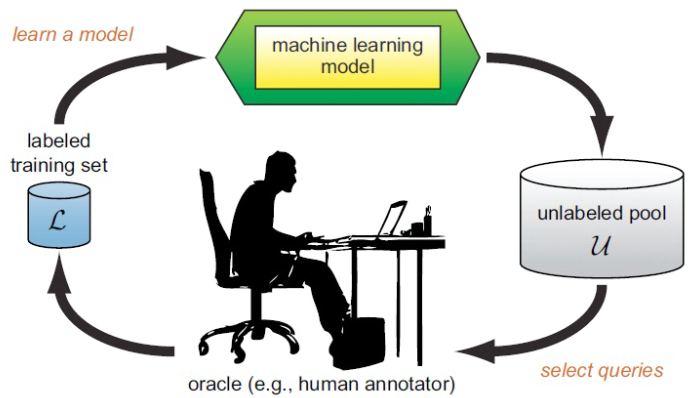 learn a model
machine learning
model
labeled
training set
ℒ
unlabeled pool
𝒰
oracle (e.g., human annotator)
select queries